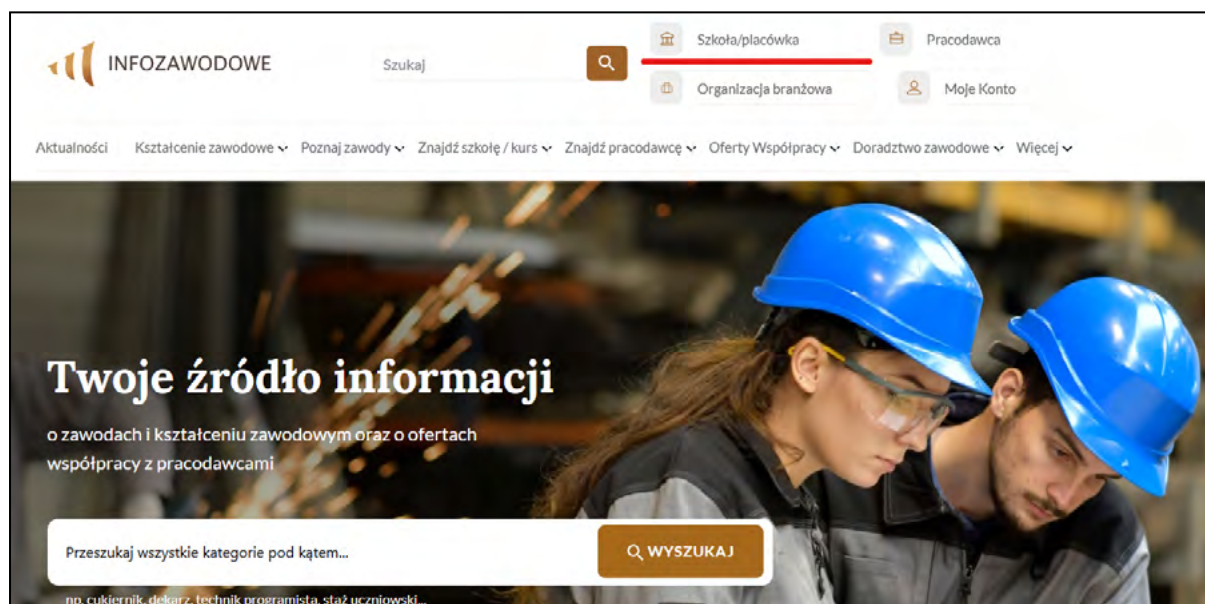 INFOZAWODOWE
Szukaj
Szkoła/placówka
Pracodawca
Organizacja branżowa
Moje Konto
Aktualności Kształcenie zawodowe Poznaj zawody Znajdź szkołę / kurs Znajdź pracodawcę Oferty Współpracy Doradztwo zawodowe Więcej
Twoje źródło informacji
o zawodach i kształceniu zawodowym oraz o ofertach
współpracy z pracodawcami
Przeszukaj wszystkie kategorie pod kątem...
WYSZUKAJ
np. cukiernik, dekarz, technik programista, staż uczniowski...